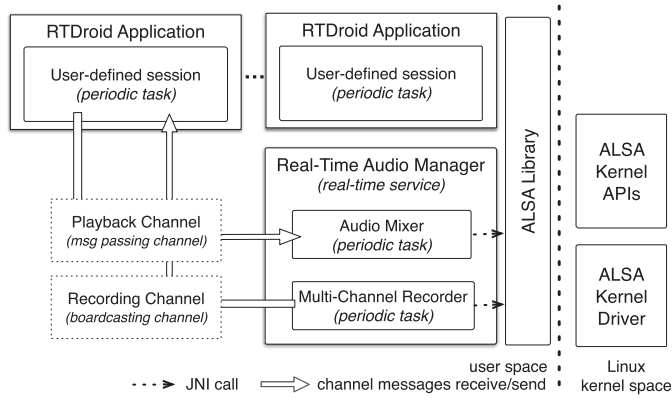 RTDroid Application
User-defined session
(periodic task)
...
RTDroid Application
User-defined session
(periodic task)
Real-Time Audio Manager
(real-time service)
Playback Channel
(msg passing channel)
Audio Mixer
(periodic task)
Recording Channel
(boardcasting channel)
Multi-Channel Recorder
(periodic task)
ALSA Library
ALSA
Kernel
APIs
ALSA
Kernel
Driver
user space
Linux
kernel space
JNI call
channel messages receive/send